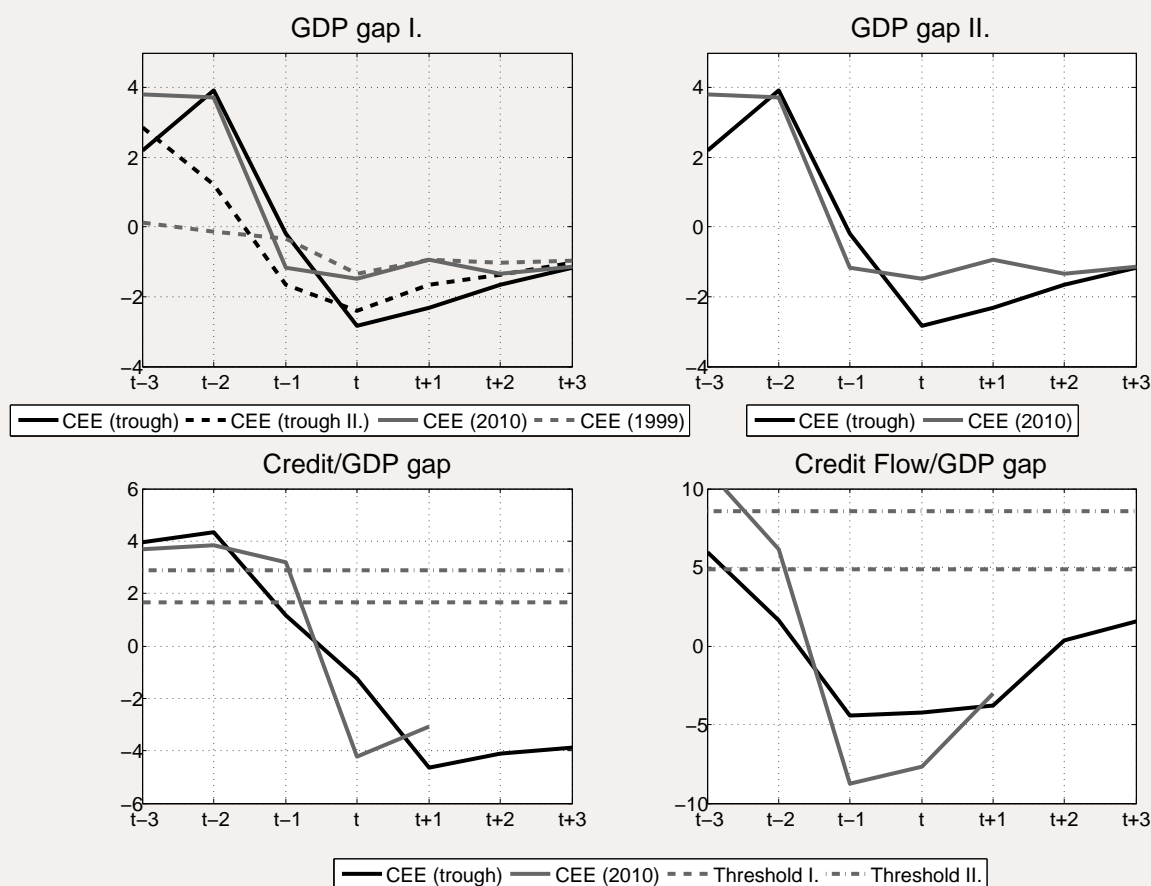 GDP gap I.
4
2
0
−2
−4
t−3 t−2 t−1 t t+1 t+2 t+3
CEE (trough) CEE (trough II.) CEE (2010) CEE (1999)
GDP gap II.
4
2
0
−2
−4
t−3 t−2 t−1 t t+1 t+2 t+3
CEE (trough) CEE (2010)
Credit/GDP gap
6
4
2
0
−2
−4
−6
t−3 t−2 t−1 t t+1 t+2 t+3
Credit Flow/GDP gap
10
5
0
−5
−10
t−3 t−2 t−1 t t+1 t+2 t+3
CEE (trough) CEE (2010) Threshold I. Threshold II.